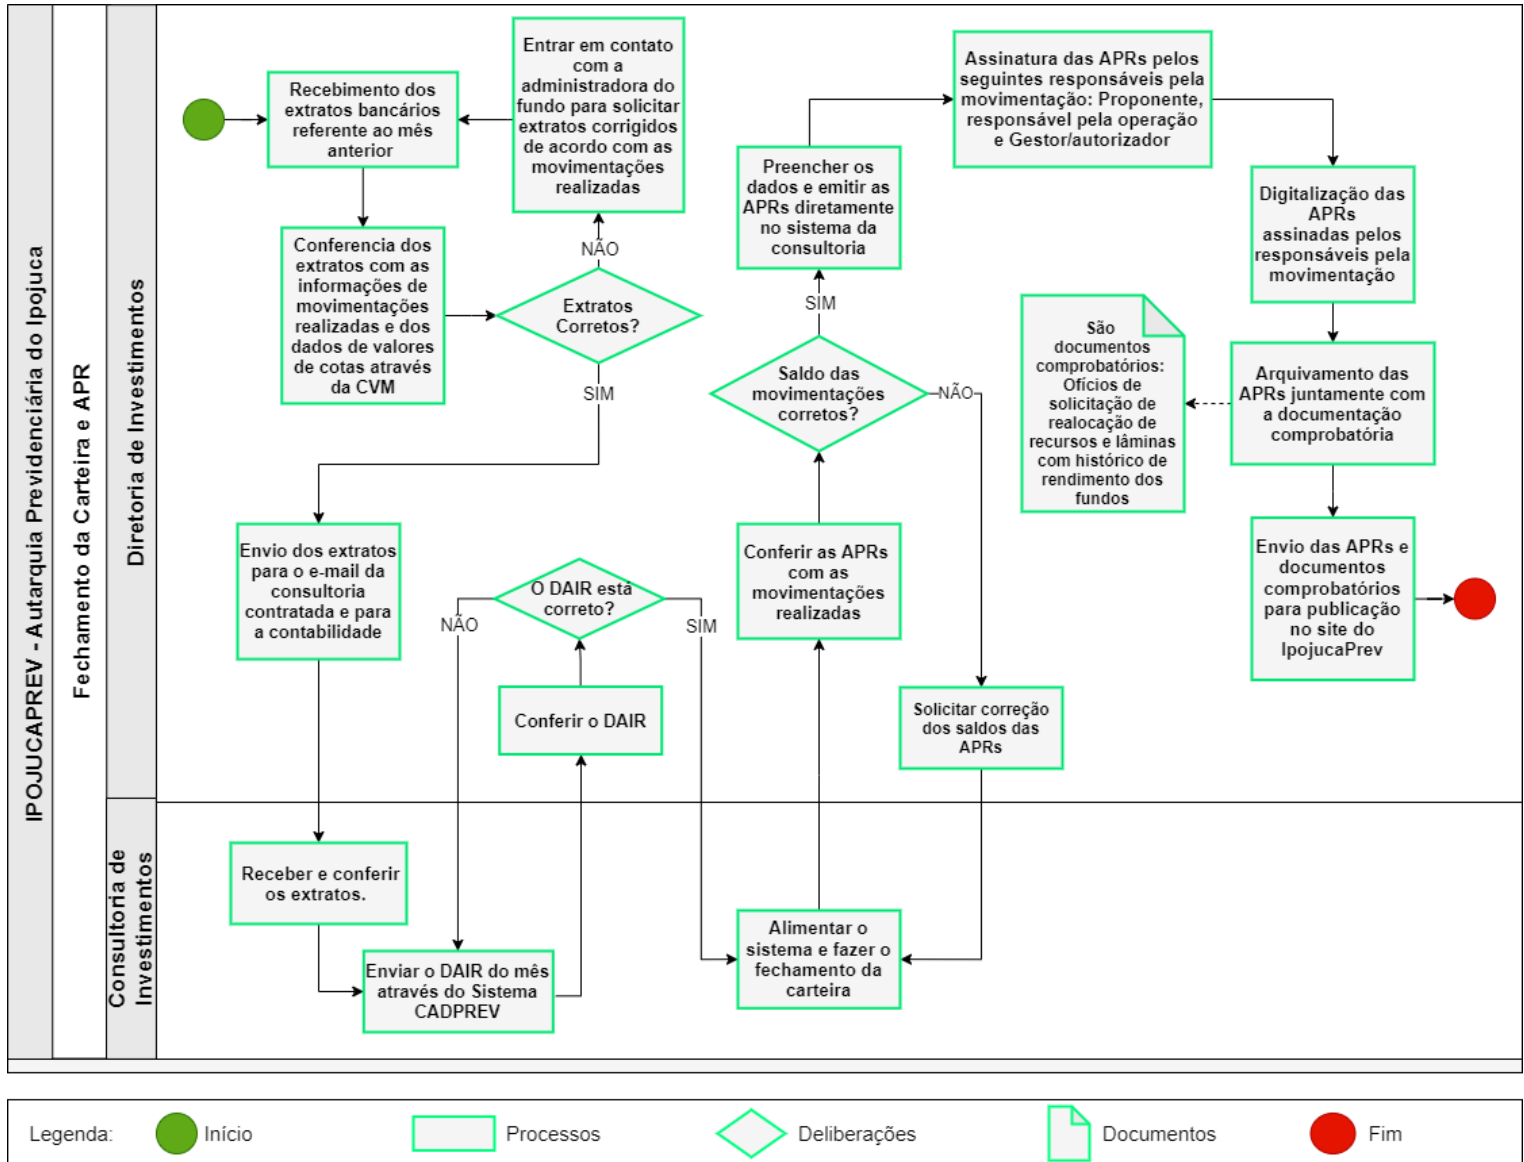 IPOJUCAPREV - Autarquia Previdenciária do Ipojuca
Fechamento da Carteira e APR
Diretoria de Investimentos
Recebimento dos
extratos bancários
referente ao mês
anterior
Entrar em contato
com a
administradora do
fundo para solicitar
extratos corrigidos
de acordo com as
movimentações
realizadas
Conferencia dos
extratos com as
informações de
movimentações
realizadas e dos
dados de valores
de cotas através
da CVM
NÃO
Extratos
Corretos?
SIM
Envio dos extratos
para o e-mail da
consultoria
contratada e para
a contabilidade
O DAIR está
correto?
NÃO
SIM
Conferir o DAIR
Assinatura das APRs pelos
seguintes responsáveis pela
movimentação: Proponente,
responsável pela operação
e Gestor/autorizador
Preencher os
dados e emitir as
APRs diretamente
no sistema da
consultoria
SIM
Saldo das
movimentações
corretos?
NÃO
Conferir as APRs
com as
movimentações
realizadas
Solicitar correção
dos saldos das
APRs
Digitalização das
APRs
assinadas pelos
responsáveis pela
movimentação
São
documentos
comprobatórios:
Ofícios de
solicitação de
realocação de
recursos e lâminas
com histórico de
rendimento dos
fundos
Arquivamento das
APRs juntamente com
a documentação
comprobatória
Envio das APRs e
documentos
comprobatórios
para publicação
no site do
IpojucaPrev
Consultoria de
Investimentos
Receber e conferir
os extratos.
Enviar o DAIR do mês
através do Sistema
CADPREV
Alimentar o
sistema e fazer o
fechamento da
carteira
Legenda:
Início
Processos
Deliberações
Documentos
Fim